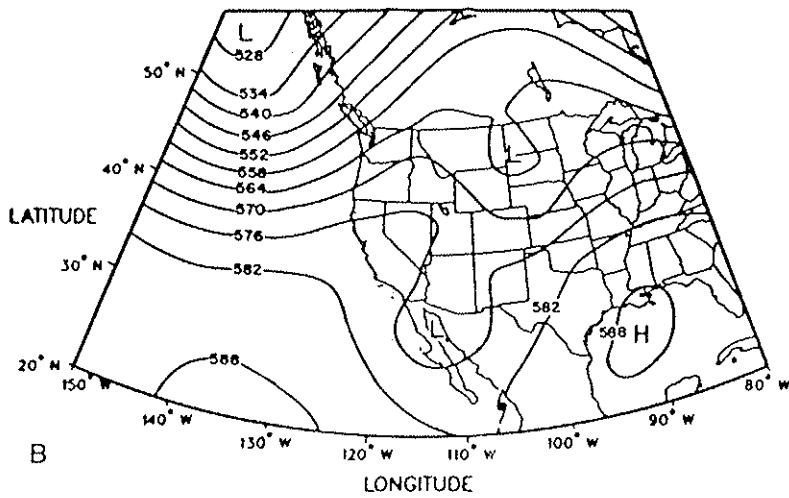 L
528
50° N
534
540
546
552
558
40° N
564
L
570
LATITUDE
576
30° N
582
582
588
H
L
588
20° N
150° W
80° W
140° W
90° W
130° W
100° W
120° W
110° W
B
LONGITUDE